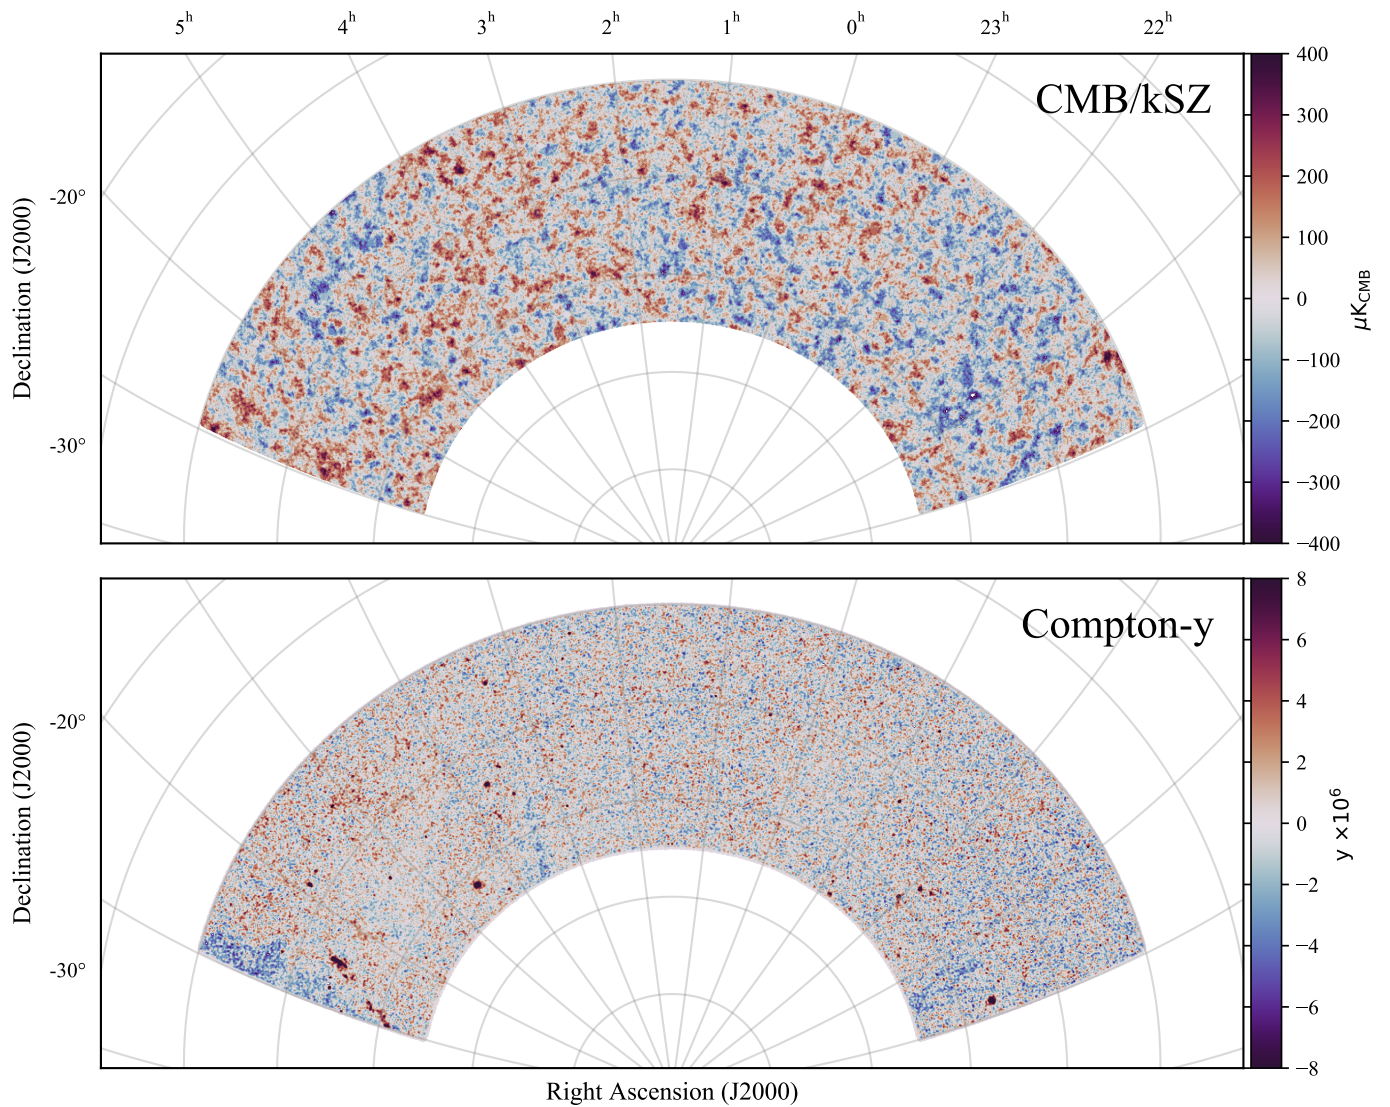 5h 4h 3h 2h 1h 0h 23h 22h
CMB/kSZ
Declination (J2000)
-20°
-30°
400
300
200
100
0
−100
−200
−300
−400
μK_CMB
Compton-y
Declination (J2000)
-20°
-30°
8
6
4
2
0
−2
−4
−6
−8
y ×10⁶
Right Ascension (J2000)